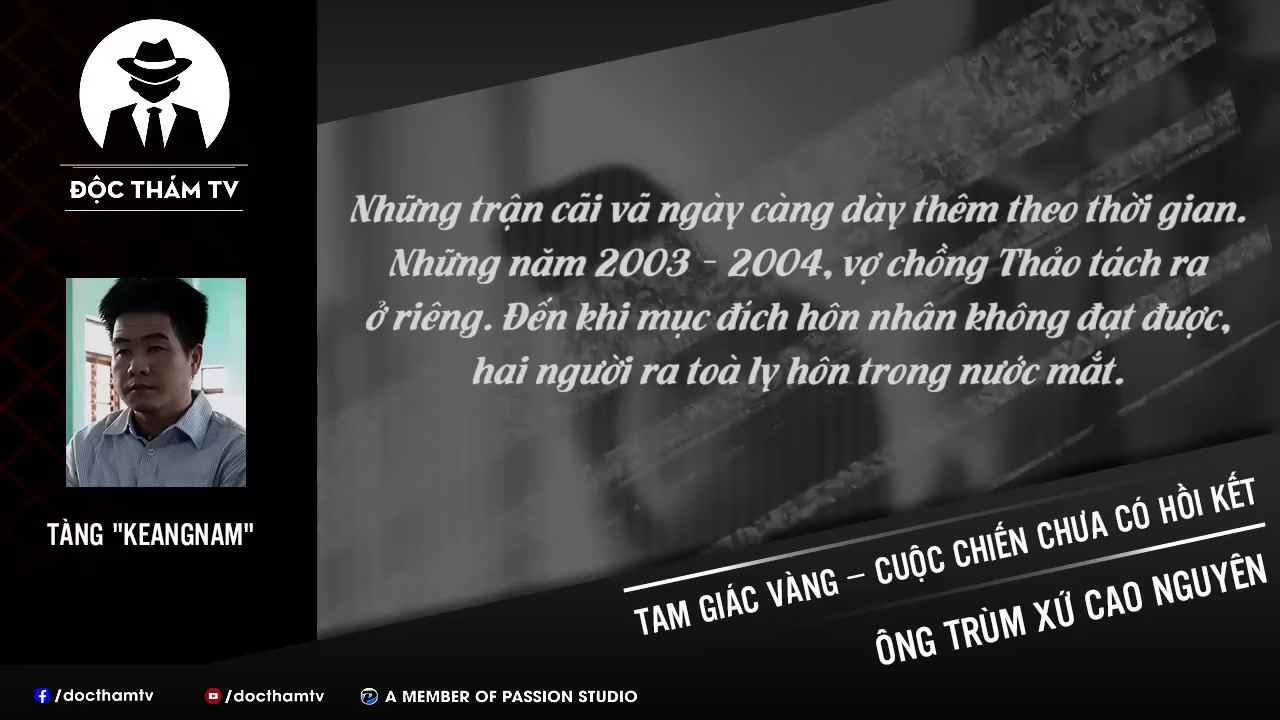 ĐỘC THÁM TV
TÀNG "KEANGNAM"
Những trận cãi vã ngày càng dày thêm theo thời gian.
Những năm 2003 - 2004, vợ chồng Thảo tách ra
ở riêng. Đến khi mục đích hôn nhân không đạt được,
hai người ra toà ly hôn trong nước mắt.
TAM GIÁC VÀNG – CUỘC CHIẾN CHƯA CÓ HỒI KẾT
ÔNG TRÙM XỨ CAO NGUYÊN
/docthamtv
/docthamtv
A MEMBER OF PASSION STUDIO